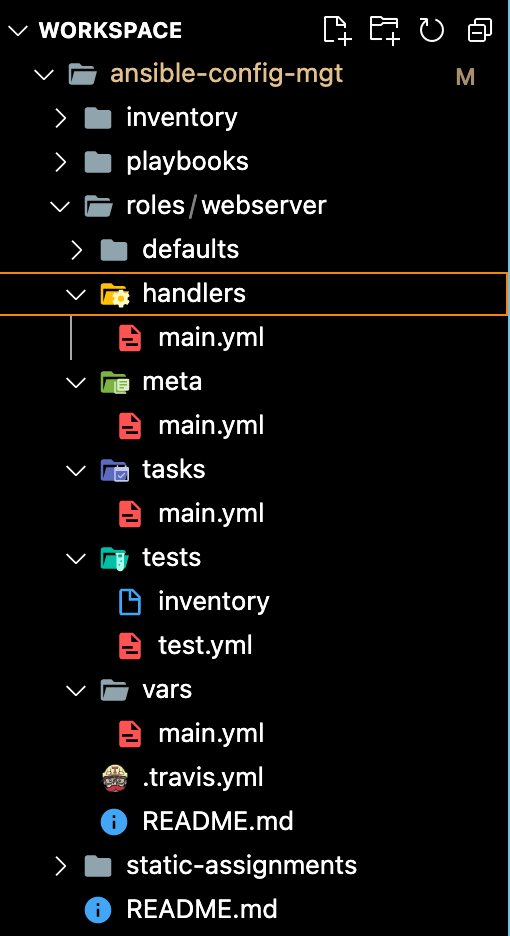 WORKSPACE
ansible-config-mgt M
inventory
playbooks
roles/webserver
defaults
handlers
main.yml
meta
main.yml
tasks
main.yml
tests
inventory
test.yml
vars
main.yml
.travis.yml
README.md
static-assignments
README.md